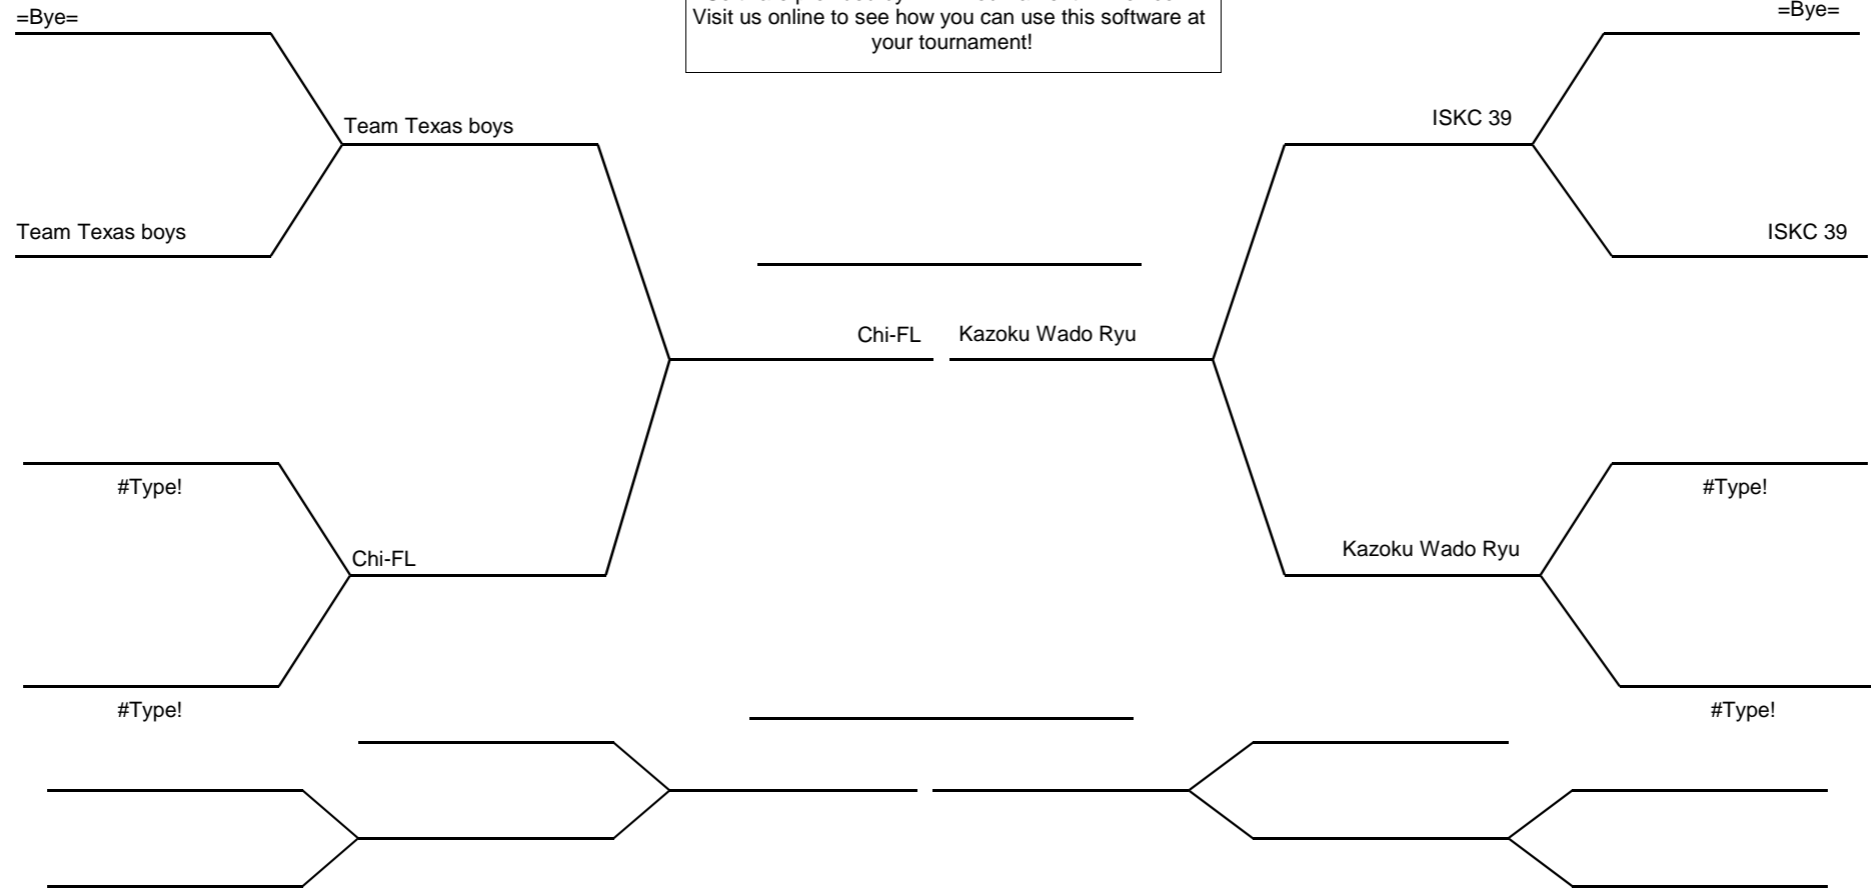 =Bye=
Visit us online to see how you can use this software at
your tournament!
=Bye=
Team Texas boys
ISKC 39
Team Texas boys
ISKC 39
Chi-FL
Kazoku Wado Ryu
#Type!
#Type!
Chi-FL
Kazoku Wado Ryu
#Type!
#Type!